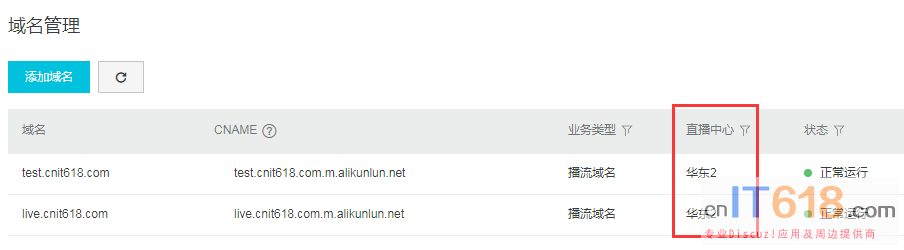 域名管理
添加域名
域名 CNAME ? 业务类型 直播中心 状态
test.cnit618.com test.cnit618.com.m.alikunlun.net 播流域名 华东2 正常运行
live.cnit618.com live.cnit618.com.m.alikunlun.net 播流域名 华东2 正常运行
cnIT618.com
专业Discuz!应用及周边提供商